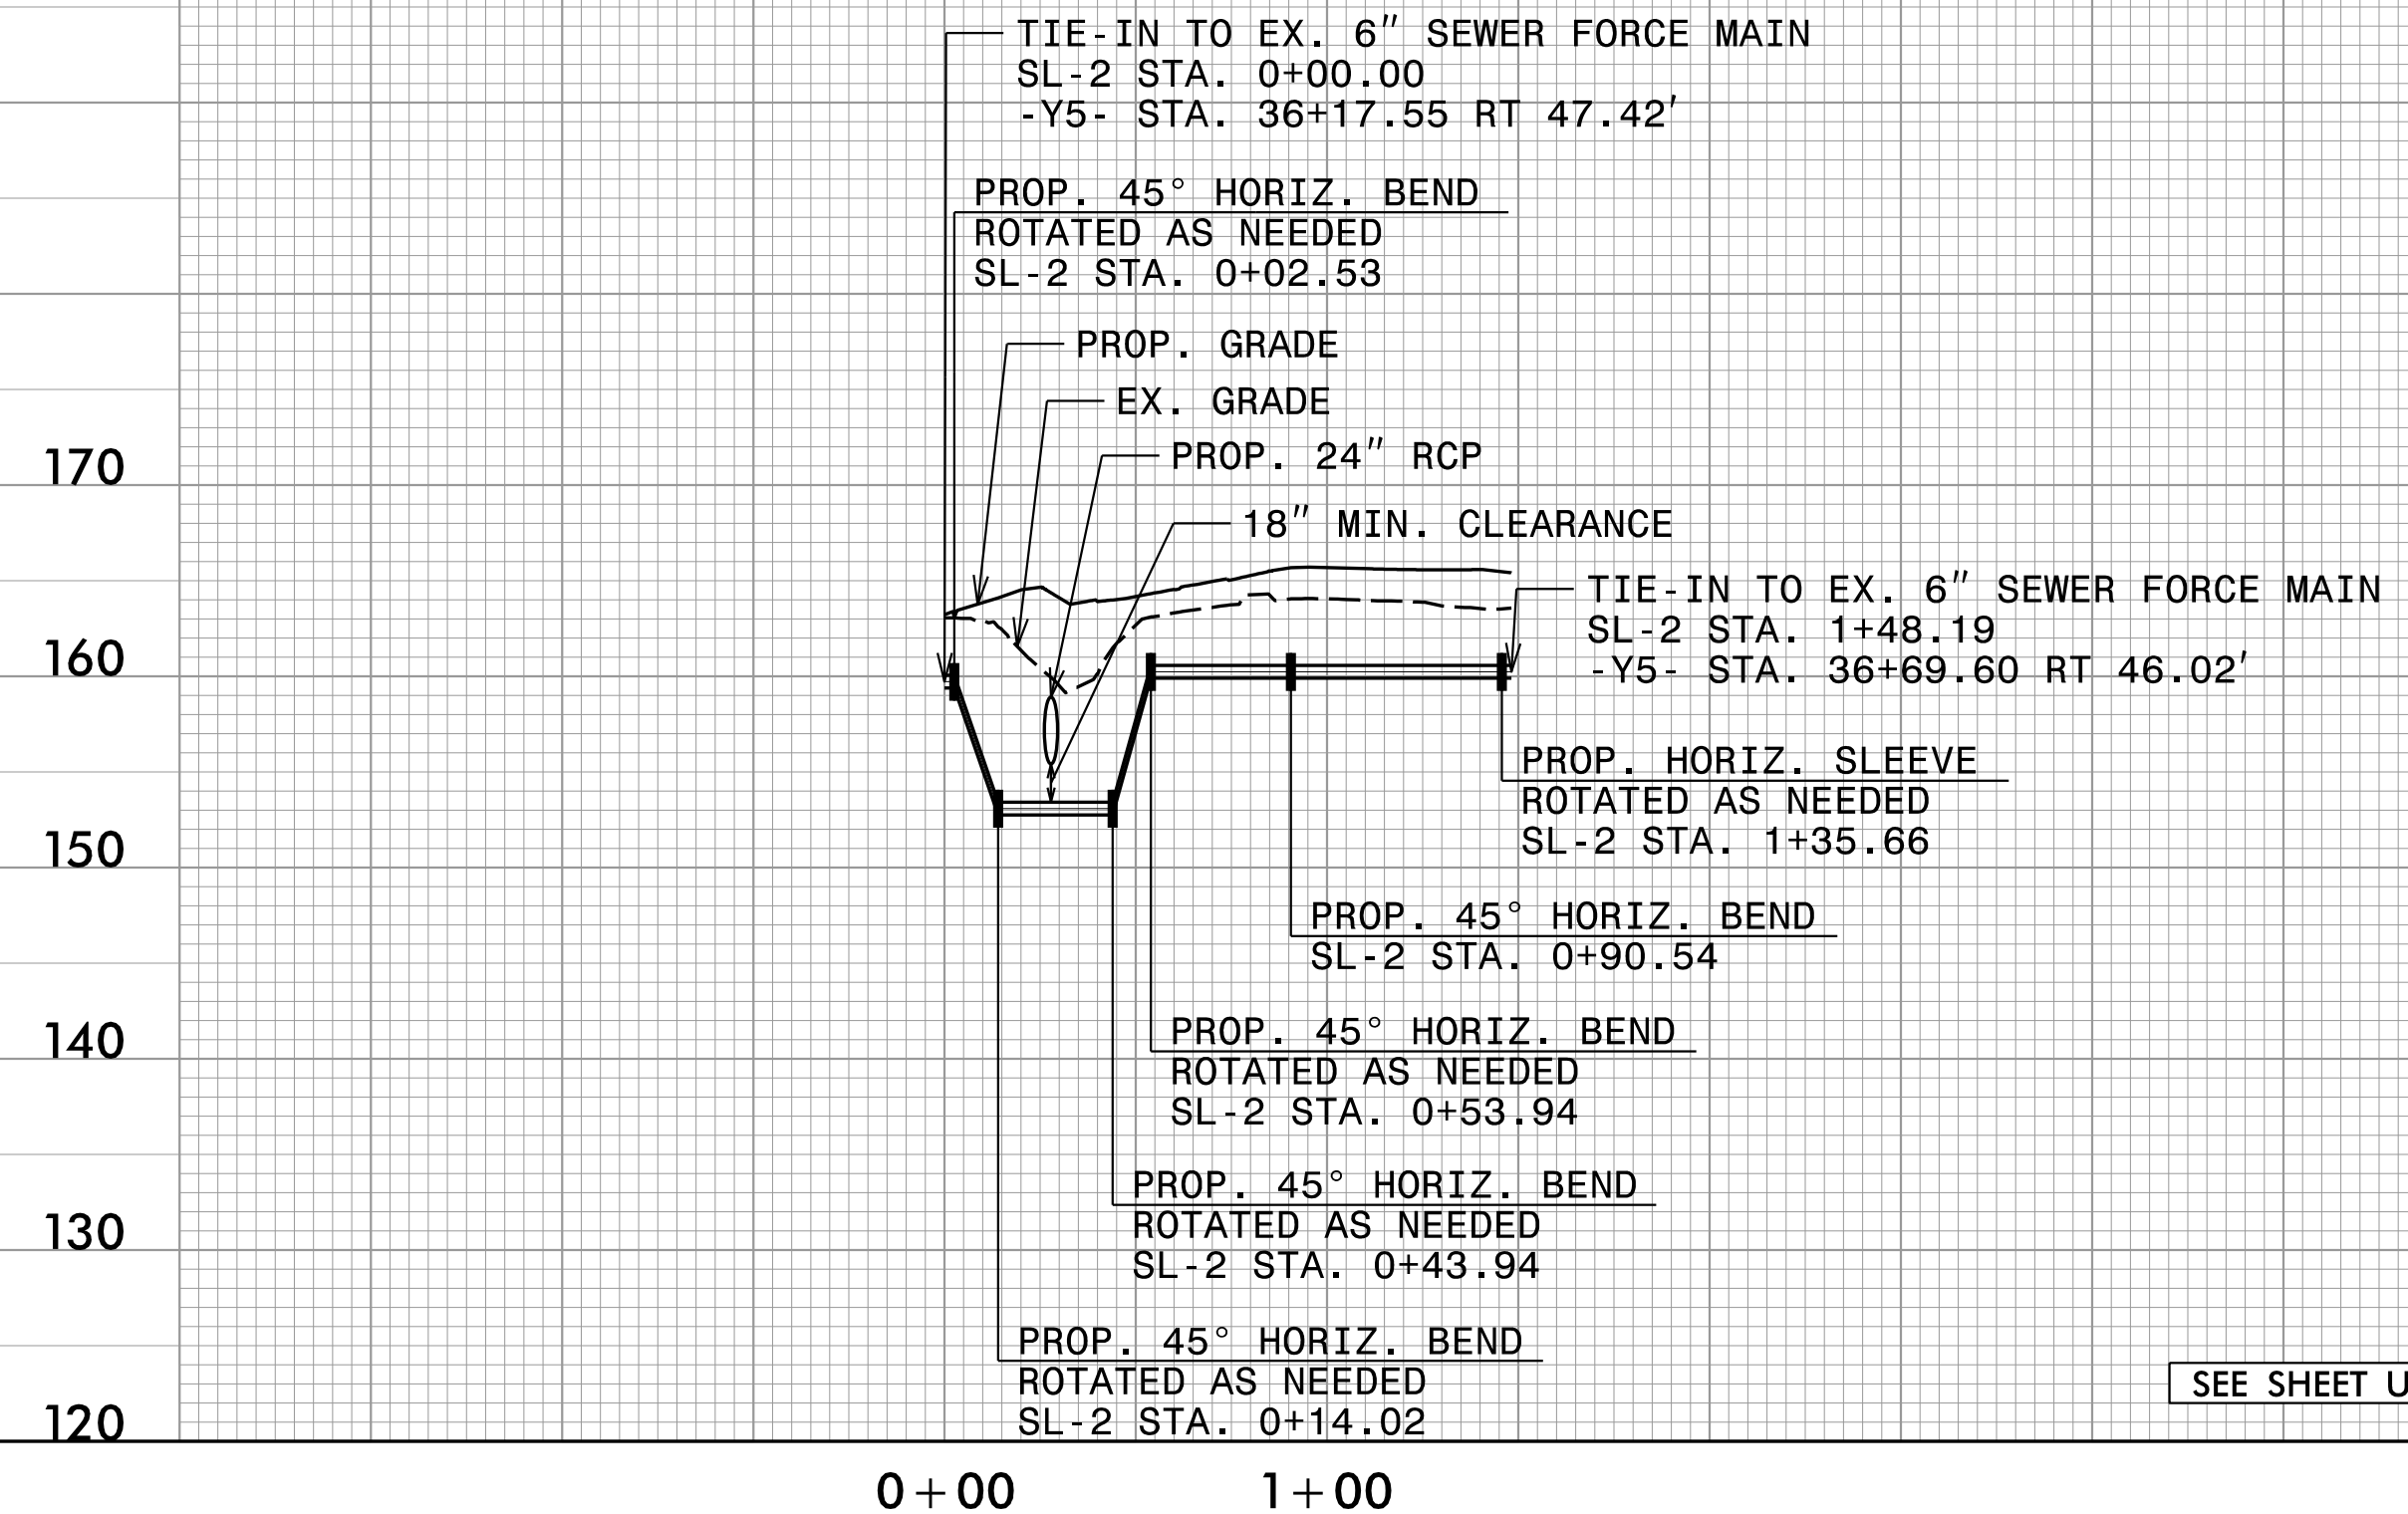 TIE-IN TO EX. 6" SEWER FORCE MAIN
SL-2 STA. 0+00.00
-Y5- STA. 36+17.55 RT 47.42'
PROP. 45° HORIZ. BEND
ROTATED AS NEEDED
SL-2 STA. 0+02.53
PROP. GRADE
EX. GRADE
PROP. 24" RCP
18" MIN. CLEARANCE
TIE-IN TO EX. 6" SEWER FORCE MAIN
SL-2 STA. 1+48.19
-Y5- STA. 36+69.60 RT 46.02'
PROP. HORIZ. SLEEVE
ROTATED AS NEEDED
SL-2 STA. 1+35.66
PROP. 45° HORIZ. BEND
SL-2 STA. 0+90.54
PROP. 45° HORIZ. BEND
ROTATED AS NEEDED
SL-2 STA. 0+53.94
PROP. 45° HORIZ. BEND
ROTATED AS NEEDED
SL-2 STA. 0+43.94
PROP. 45° HORIZ. BEND
ROTATED AS NEEDED
SL-2 STA. 0+14.02
170
160
150
140
130
120
0+00
1+00
SEE SHEET U